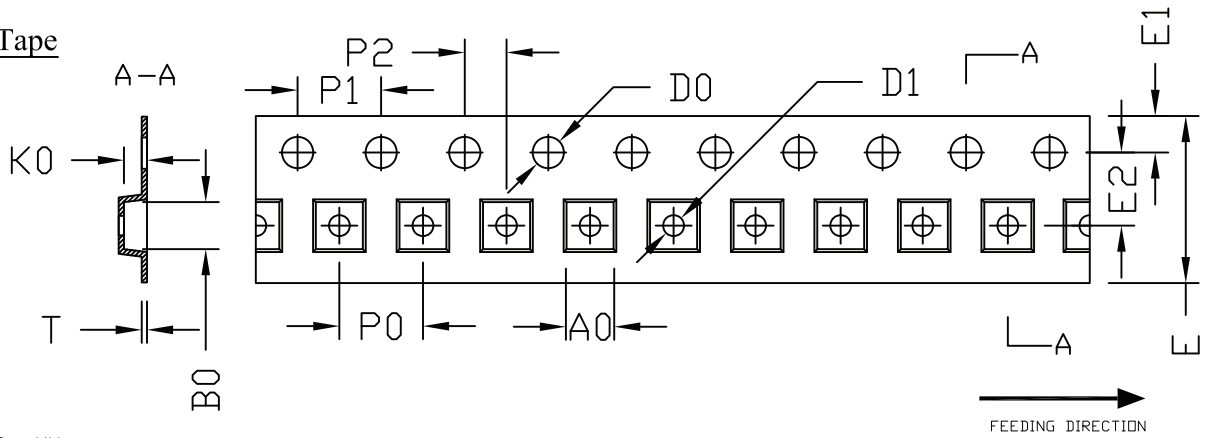 Tape
A-A
P2
P1
D0
D1
A
E1
K0
E2
T
P0
A0
B0
A
E
FEEDING DIRECTION